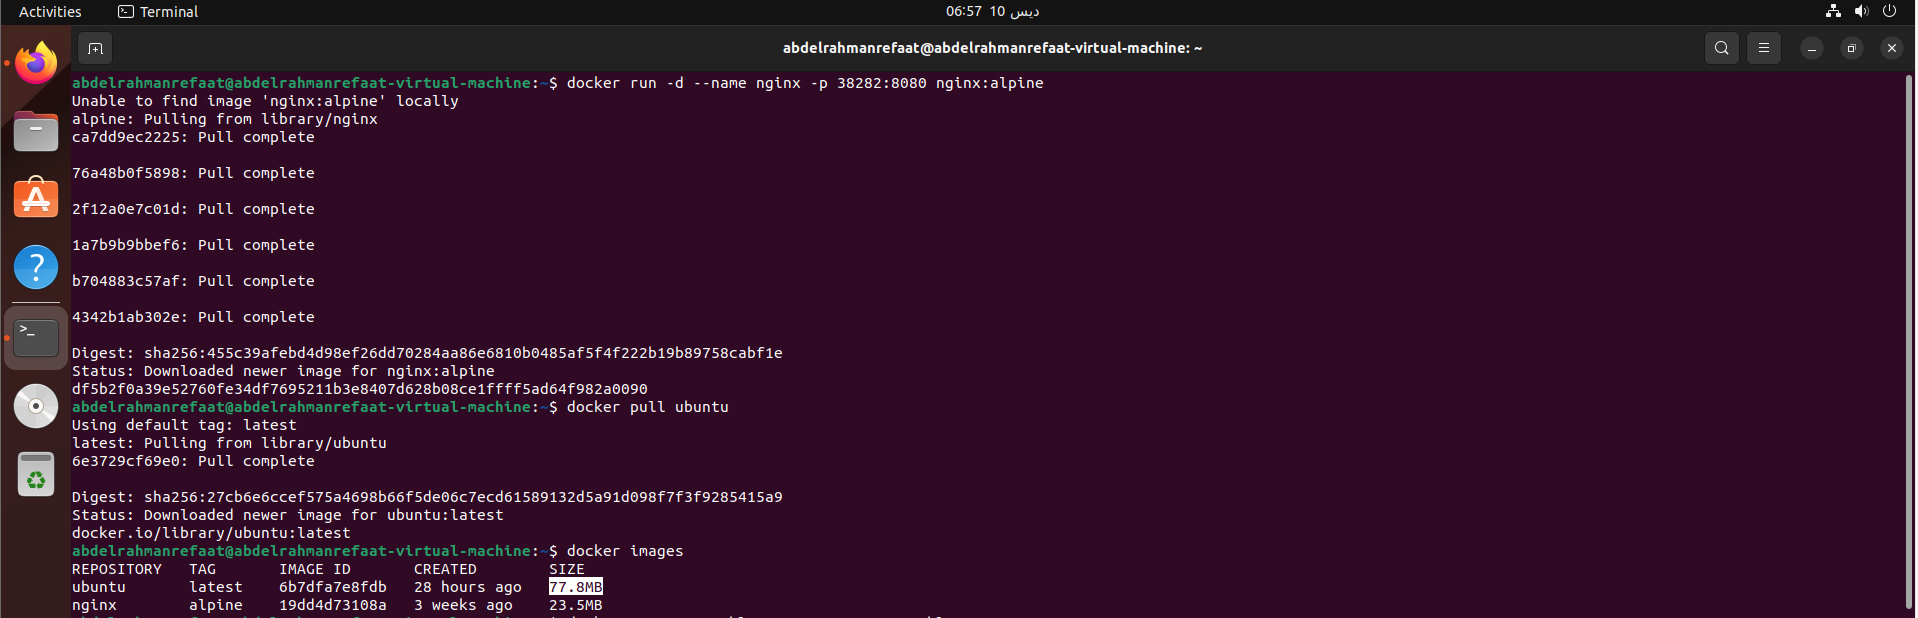 Activities Terminal 06:57 10 ديس
abdelrahmanrefaat@abdelrahmanrefaat-virtual-machine: ~
abdelrahmanrefaat@abdelrahmanrefaat-virtual-machine:~$ docker run -d --name nginx -p 38282:8080 nginx:alpine
Unable to find image 'nginx:alpine' locally
alpine: Pulling from library/nginx
ca7dd9ec2225: Pull complete
76a48b0f5898: Pull complete
2f12a0e7c01d: Pull complete
1a7b9b9bbef6: Pull complete
b704883c57af: Pull complete
4342b1ab302e: Pull complete
Digest: sha256:455c39afebd4d98ef26dd70284aa86e6810b0485af5f4f222b19b89758cabf1e
Status: Downloaded newer image for nginx:alpine
df5b2f0a39e52760fe34df7695211b3e8407d628b08ce1ffff5ad64f982a0090
abdelrahmanrefaat@abdelrahmanrefaat-virtual-machine:~$ docker pull ubuntu
Using default tag: latest
latest: Pulling from library/ubuntu
6e3729cf69e0: Pull complete
Digest: sha256:27cb6e6ccef575a4698b66f5de06c7ecd61589132d5a91d098f7f3f9285415a9
Status: Downloaded newer image for ubuntu:latest
docker.io/library/ubuntu:latest
abdelrahmanrefaat@abdelrahmanrefaat-virtual-machine:~$ docker images
REPOSITORY TAG IMAGE ID CREATED SIZE
ubuntu latest 6b7dfa7e8fdb 28 hours ago 77.8MB
nginx alpine 19dd4d73108a 3 weeks ago 23.5MB